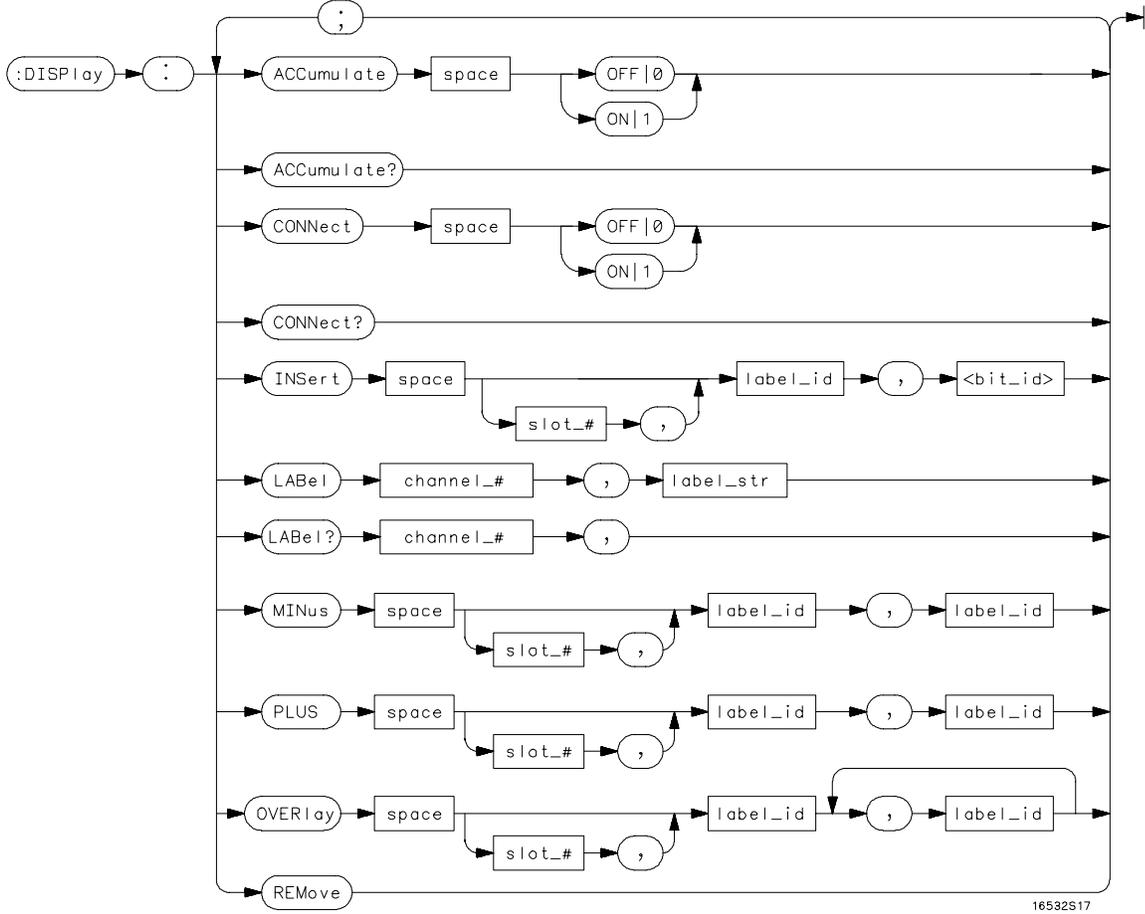 ;
:DISPlay : ACCumulate space OFF|0
ON|1
ACCumulate?
CONNect space OFF|0
ON|1
CONNect?
INSert space label_id , <bit_id>
slot_# ,
LABel channel_# , label_str
LABel? channel_# ,
MINus space label_id , label_id
slot_# ,
PLUS space label_id , label_id
slot_# ,
OVERlay space label_id , label_id
slot_# ,
REMove
16532S17